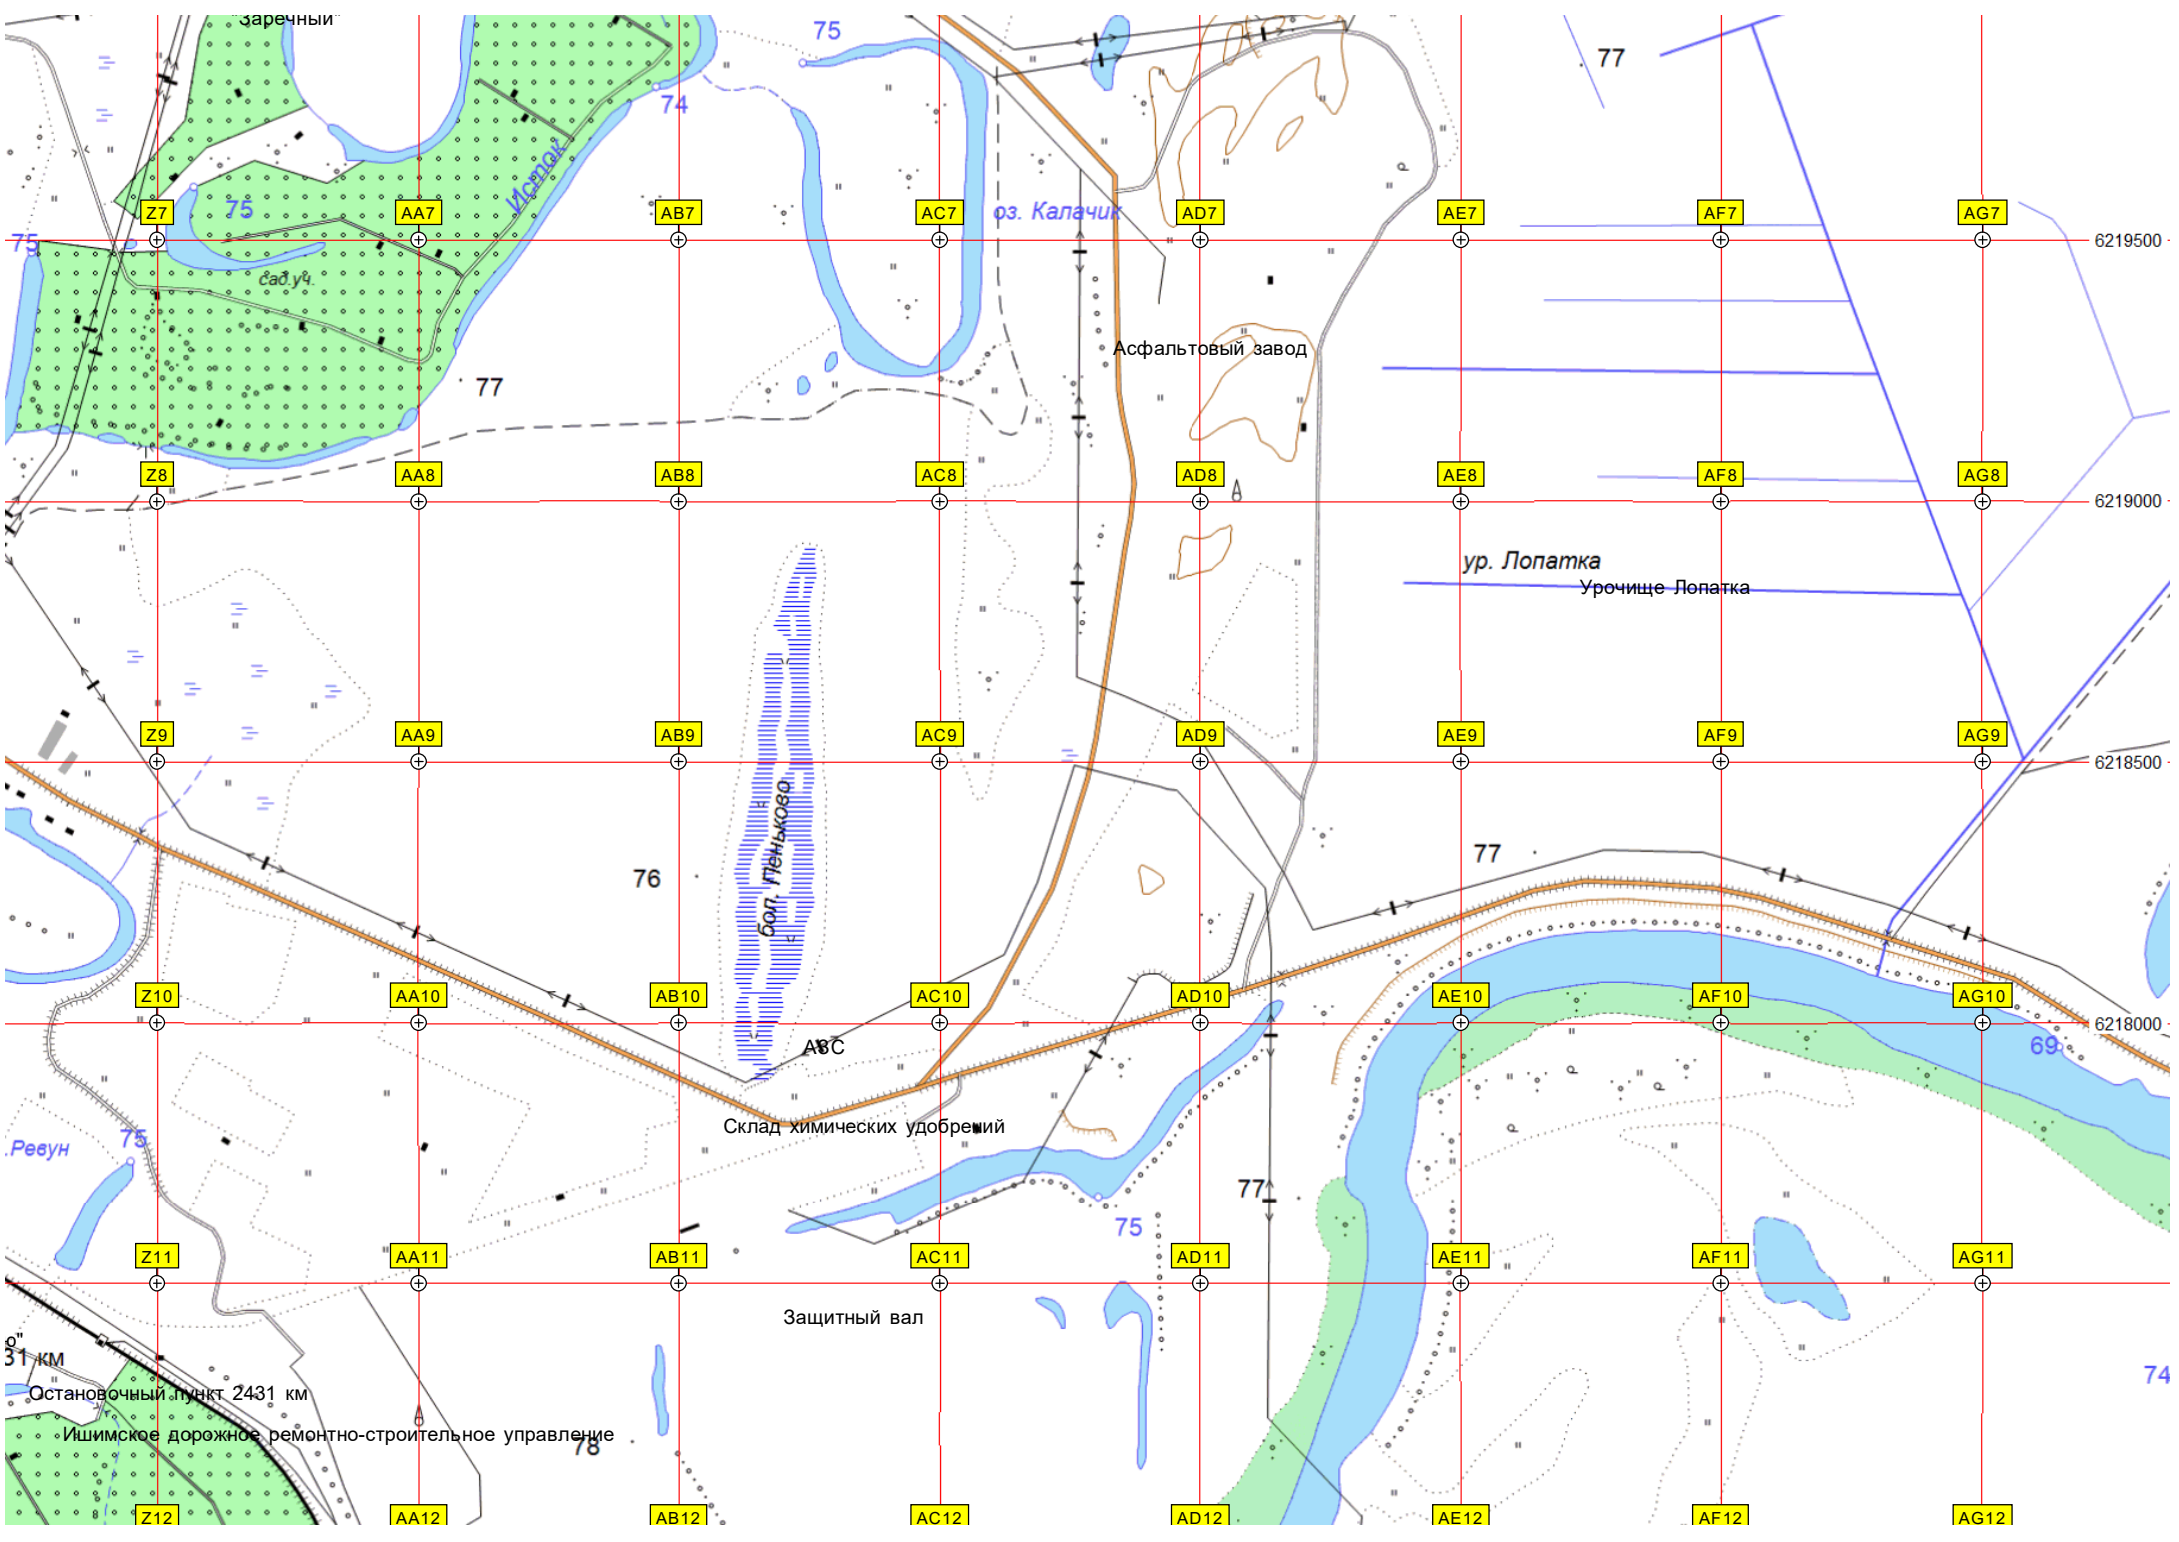 "Заречный"
75
77
74
Исток
Z7
75
AA7
AB7
AC7
оз. Калачик
AD7
AE7
AF7
AG7
75
6219500
сад.уч.
Асфальтовый завод
77
Z8
AA8
AB8
AC8
AD8
AE8
AF8
AG8
6219000
ур. Лопатка
Урочище Лопатка
Z9
AA9
AB9
AC9
AD9
AE9
AF9
AG9
6218500
бол. Пеньково
77
76
Z10
AA10
AB10
AC10
AD10
AE10
AF10
AG10
6218000
АЗС
69
Склад химических удобрений
75
.Ревун
77
75
Z11
AA11
AB11
AC11
AD11
AE11
AF11
AG11
Защитный вал
о"
31 км
74
Остановочный пункт 2431 км
Ишимское дорожное ремонтно-строительное управление
78
Z12
AA12
AB12
AC12
AD12
AE12
AF12
AG12